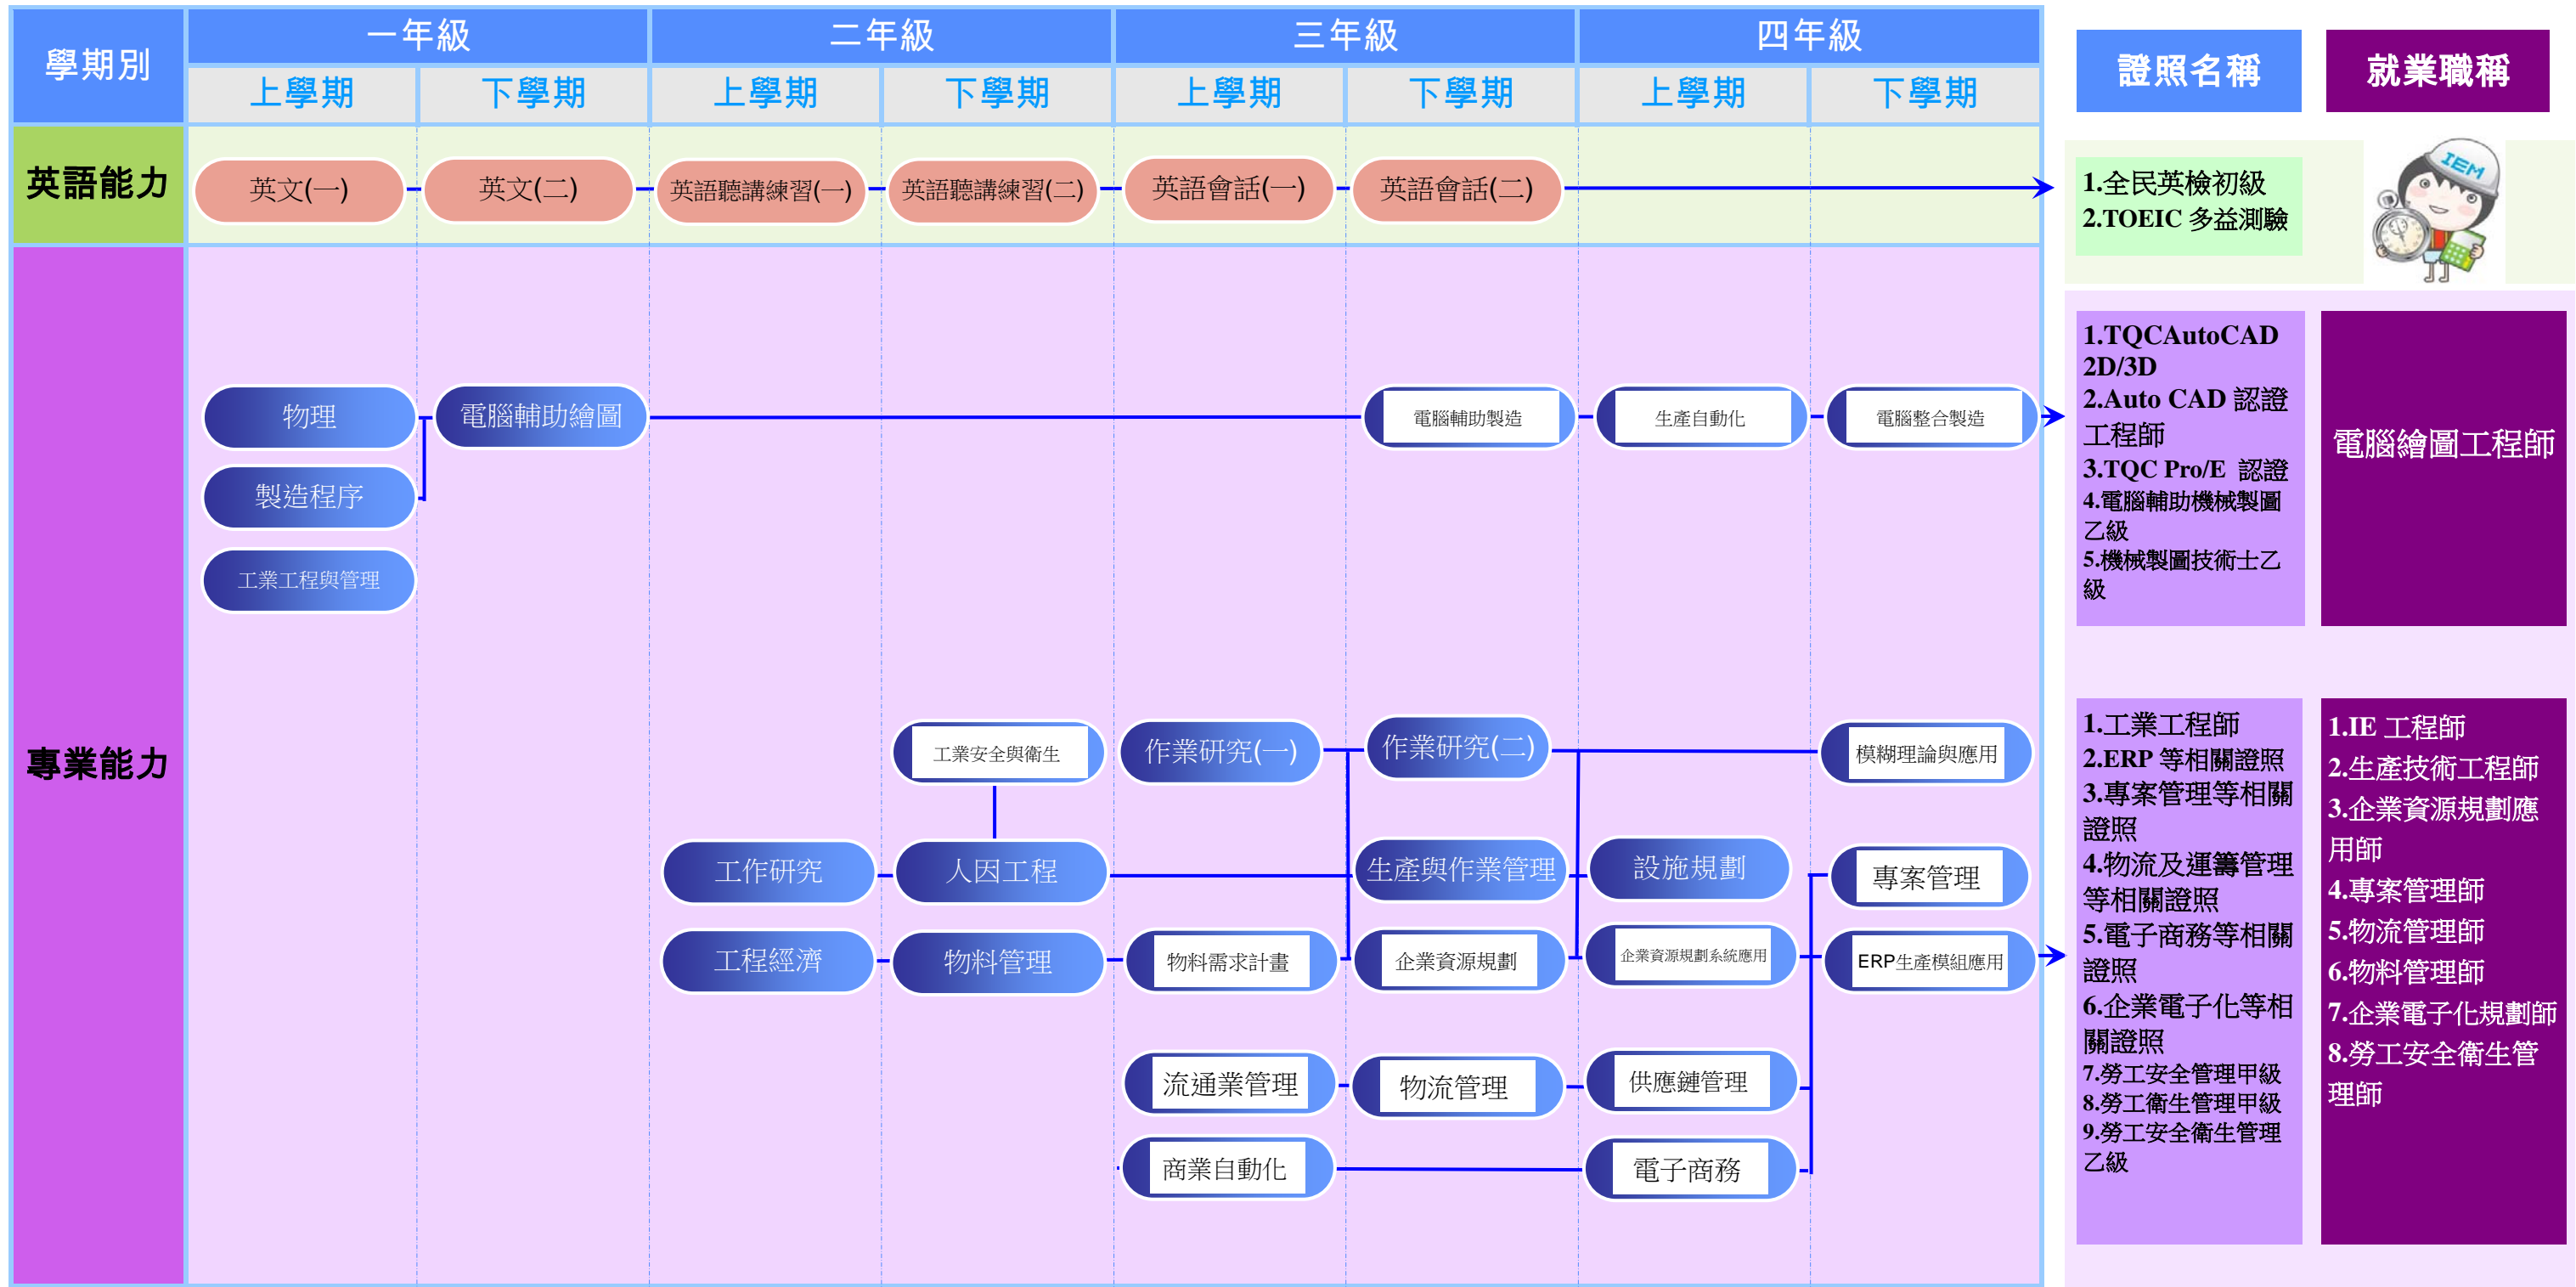 學期別
一年級
二年級
三年級
四年級
證照名稱
就業職稱
上學期
下學期
上學期
下學期
上學期
下學期
上學期
下學期
英語能力
英文(一)
英文(二)
英語聽講練習(一)
英語聽講練習(二)
英語會話(一)
英語會話(二)
1.全民英檢初級
2.TOEIC 多益測驗
IEM
專業能力
物理
電腦輔助繪圖
電腦輔助製造
生產自動化
電腦整合製造
製造程序
工業工程與管理
1.TQCAutoCAD
2D/3D
2.Auto CAD 認證
工程師
3.TQC Pro/E 認證
4.電腦輔助機械製圖
乙級
5.機械製圖技術士乙
級
電腦繪圖工程師
工業安全與衛生
作業研究(一)
作業研究(二)
模糊理論與應用
工作研究
人因工程
生產與作業管理
設施規劃
專案管理
工程經濟
物料管理
物料需求計畫
企業資源規劃
企業資源規劃系統應用
ERP生產模組應用
流通業管理
物流管理
供應鏈管理
商業自動化
電子商務
1.工業工程師
2.ERP 等相關證照
3.專案管理等相關
證照
4.物流及運籌管理
等相關證照
5.電子商務等相關
證照
6.企業電子化等相
關證照
7.勞工安全管理甲級
8.勞工衛生管理甲級
9.勞工安全衛生管理
乙級
1.IE 工程師
2.生產技術工程師
3.企業資源規劃應
用師
4.專案管理師
5.物流管理師
6.物料管理師
7.企業電子化規劃師
8.勞工安全衛生管
理師